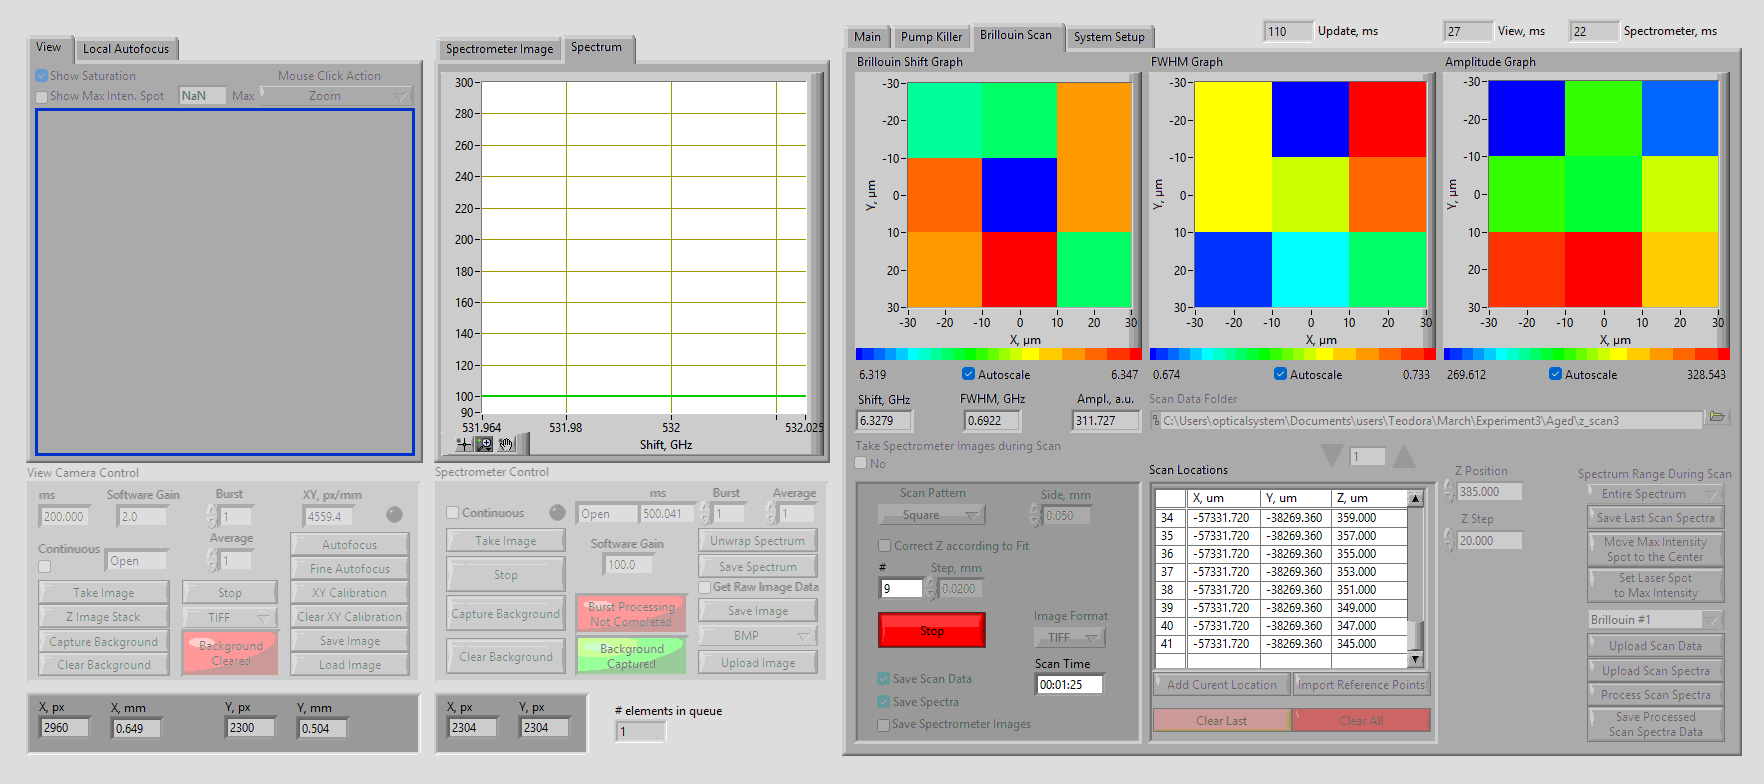 View
Local Autofocus
Show Saturation
Mouse Click Action
Show Max Inten. Spot
NaN
Max
Zoom
Spectrometer Image
Spectrum
300
280
260
240
220
200
180
160
140
120
100
90
531.964
531.98
532
532.025
Shift, GHz
Main
Pump Killer
Brillouin Scan
System Setup
110
Update, ms
27
View, ms
22
Spectrometer, ms
Brillouin Shift Graph
FWHM Graph
Amplitude Graph
-30
-20
-10
0
10
20
30
Y, µm
-30 -20 -10 0 10 20 30
X, µm
-30
-20
-10
0
10
20
30
Y, µm
-30 -20 -10 0 10 20 30
X, µm
-30
-20
-10
0
10
20
30
Y, µm
-30 -20 -10 0 10 20 30
X, µm
6.319
Autoscale
6.347
0.674
Autoscale
0.733
269.612
Autoscale
328.543
Shift, GHz
FWHM, GHz
Ampl., a.u.
6.3279
0.6922
311.727
Scan Data Folder
C:\Users\opticalsystem\Documents\users\Teodora\March\Experiment3\Aged\z_scan3
Take Spectrometer Images during Scan
No
1
View Camera Control
ms
Software Gain
Burst
XY, px/mm
200.000
2.0
1
4559.4
Average
Continuous
Open
1
Autofocus
Fine Autofocus
Take Image
Stop
XY Calibration
Z Image Stack
TIFF
Clear XY Calibration
Capture Background
Background
Cleared
Save Image
Clear Background
Load Image
Spectrometer Control
ms
Burst
Average
Continuous
Open
500.041
1
1
Take Image
Software Gain
Unwrap Spectrum
Stop
100.0
Save Spectrum
Get Raw Image Data
Capture Background
Burst Processing
Not Completed
Save Image
BMP
Clear Background
Background
Captured
Upload Image
X, px
X, mm
Y, px
Y, mm
2960
0.649
2300
0.504
X, px
Y, px
2304
2304
# elements in queue
1
Scan Pattern
Side, mm
Square
0.050
Correct Z according to Fit
#
Step, mm
9
0.0200
Stop
Image Format
TIFF
Scan Time
00:01:25
Save Scan Data
Save Spectra
Save Spectrometer Images
Scan Locations
X, um Y, um Z, um
34 -57331.720 -38269.360 359.000
35 -57331.720 -38269.360 357.000
36 -57331.720 -38269.360 355.000
37 -57331.720 -38269.360 353.000
38 -57331.720 -38269.360 351.000
39 -57331.720 -38269.360 349.000
40 -57331.720 -38269.360 347.000
41 -57331.720 -38269.360 345.000
Add Curent Location
Import Reference Points
Clear Last
Clear All
Z Position
385.000
Z Step
20.000
Spectrum Range During Scan
Entire Spectrum
Save Last Scan Spectra
Move Max Intensity
Spot to the Center
Set Laser Spot
to Max Intensity
Brillouin #1
Upload Scan Data
Upload Scan Spectra
Process Scan Spectra
Save Processed
Scan Spectra Data